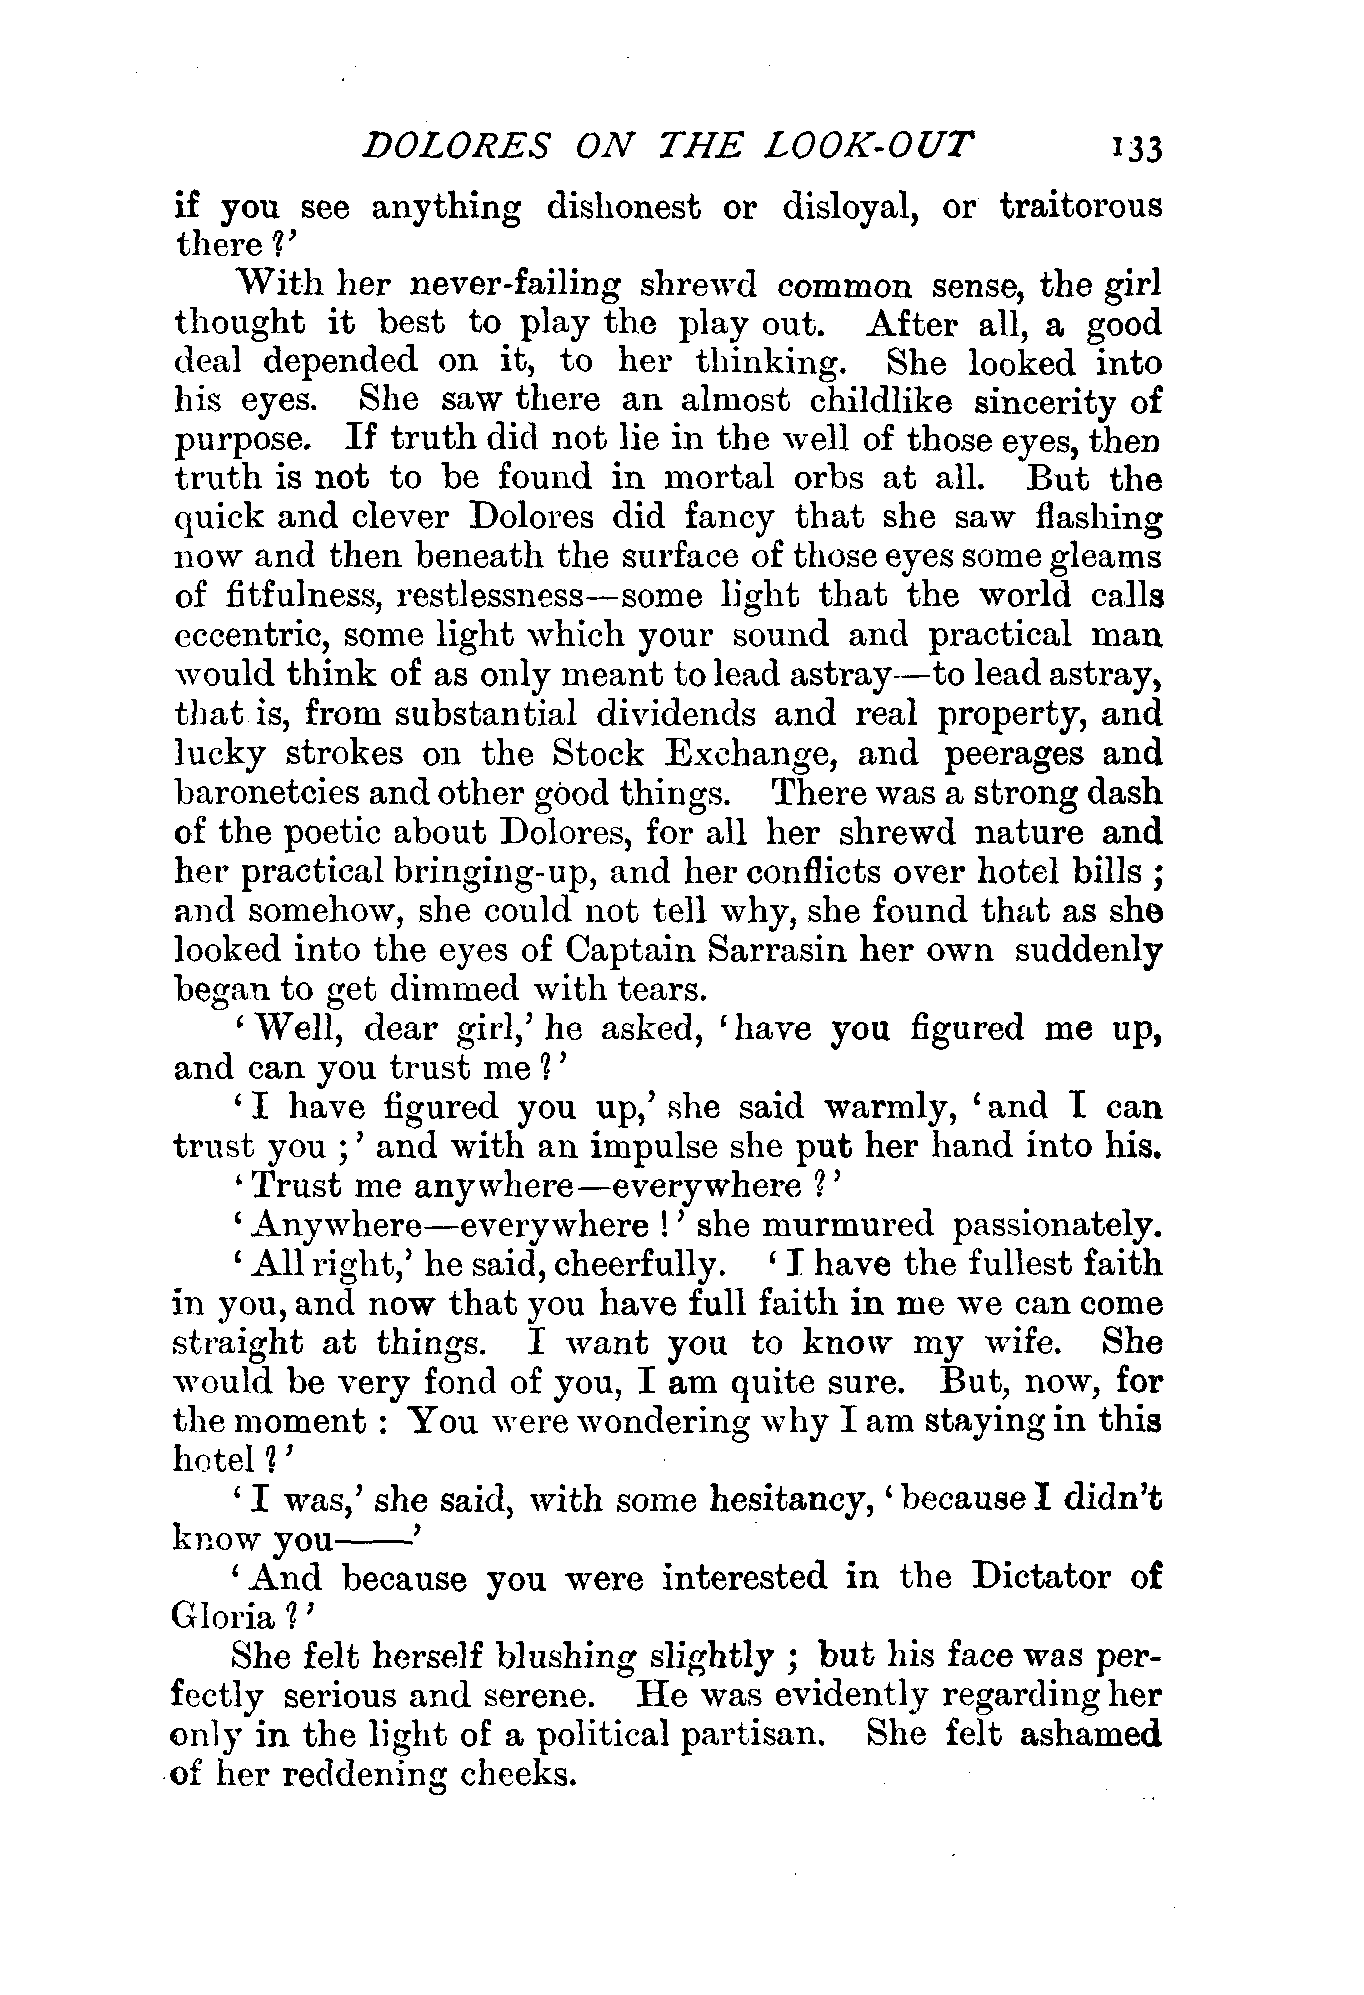 DOLORES ON THE LOOK-OUT 133
if you see anything dishonest or disloyal, or traitorous
there ?’
With her never-failing shrewd common sense, the girl
thought it best to play the play out. After all, a good
deal depended on it, to her thinking. She looked into
his eyes. She saw there an almost childlike sincerity of
purpose. If truth did not lie in the well of those eyes, then
truth is not to be found in mortal orbs at all. But the
quick and clever Dolores did fancy that she saw flashing
now and then beneath the surface of those eyes some gleams
of fitfulness, restlessness—some light that the world calls
eccentric, some light which your sound and practical man
would think of as only meant to lead astray—to lead astray,
that is, from substantial dividends and real property, and
lucky strokes on the Stock Exchange, and peerages and
baronetcies and other good things. There was a strong dash
of the poetic about Dolores, for all her shrewd nature and
her practical bringing-up, and her conflicts over hotel bills ;
and somehow, she could not tell why, she found that as she
looked into the eyes of Captain Sarrasin her own suddenly
began to get dimmed with tears.
‘ Well, dear girl,’ he asked, ‘ have you figured me up,
and can you trust me ?’
‘ I have figured you up,’ she said warmly, ‘ and I can
trust you ;’ and with an impulse she put her hand into his.
‘ Trust me anywhere—everywhere ?’
‘ Anywhere—everywhere !’ she murmured passionately.
‘ All right,’ he said, cheerfully. ‘ I have the fullest faith
in you, and now that you have full faith in me we can come
straight at things. I want you to know my wife. She
would be very fond of you, I am quite sure. But, now, for
the moment : You were wondering why I am staying in this
hotel ?’
‘ I was,’ she said, with some hesitancy, ‘ because I didn’t
know you——’
‘ And because you were interested in the Dictator of
Gloria ?’
She felt herself blushing slightly ; but his face was per-
fectly serious and serene. He was evidently regarding her
only in the light of a political partisan. She felt ashamed
of her reddening cheeks.